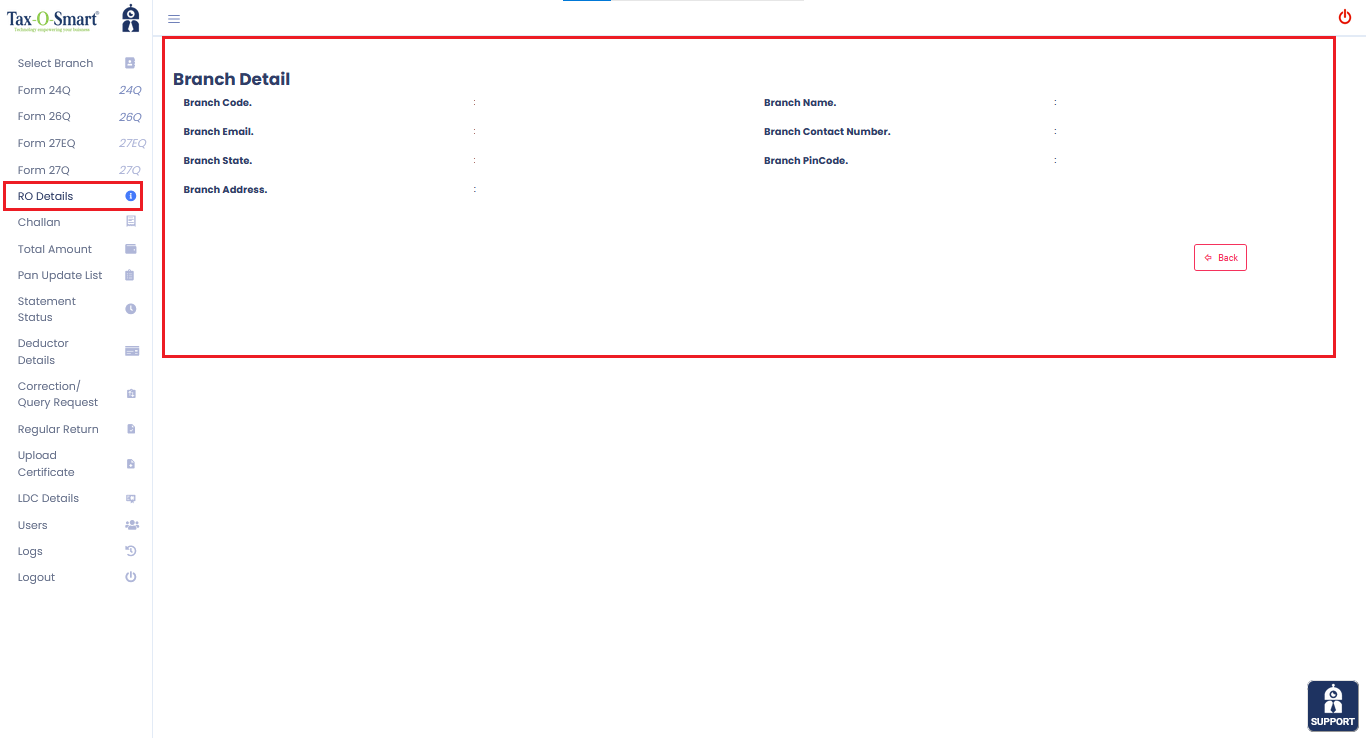 Tax-O-Smart®
Technology empowering your business
Select Branch
Form 24Q 24Q
Form 26Q 26Q
Form 27EQ 27EQ
Form 27Q 27Q
RO Details
Challan
Total Amount
Pan Update List
Statement
Status
Deductor
Details
Correction/
Query Request
Regular Return
Upload
Certificate
LDC Details
Users
Logs
Logout
Branch Detail
Branch Code. : Branch Name. :
Branch Email. : Branch Contact Number. :
Branch State. : Branch PinCode. :
Branch Address. :
Back
SUPPORT